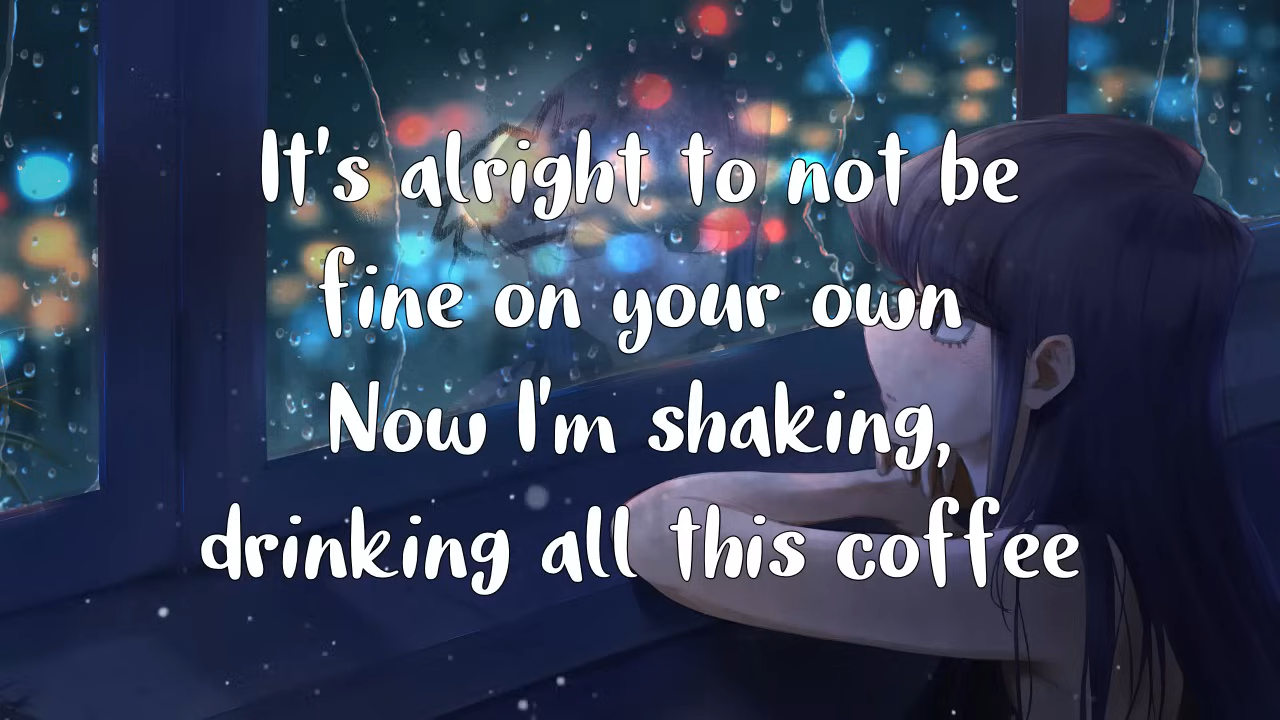 It's alright to not be
fine on your own
Now I'm shaking,
drinking all this coffee